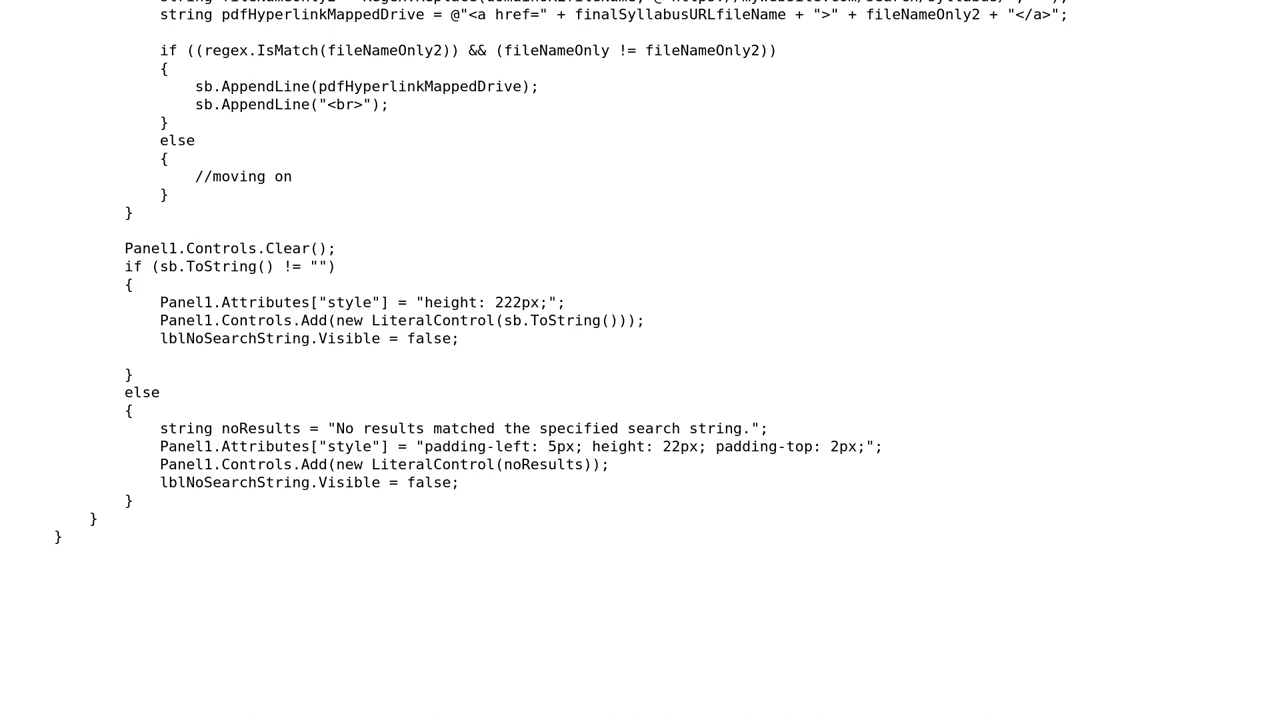 string pdfHyperlinkMappedDrive = @"<a href=" + finalSyllabusURLfileName + ">" + fileNameOnly2 + "</a>";
if ((regex.IsMatch(fileNameOnly2)) && (fileNameOnly != fileNameOnly2))
{
sb.AppendLine(pdfHyperlinkMappedDrive);
sb.AppendLine("<br>");
}
else
{
//moving on
}
}
Panel1.Controls.Clear();
if (sb.ToString() != "")
{
Panel1.Attributes["style"] = "height: 222px;";
Panel1.Controls.Add(new LiteralControl(sb.ToString()));
lblNoSearchString.Visible = false;
}
else
{
string noResults = "No results matched the specified search string.";
Panel1.Attributes["style"] = "padding-left: 5px; height: 22px; padding-top: 2px;";
Panel1.Controls.Add(new LiteralControl(noResults));
lblNoSearchString.Visible = false;
}
}
}